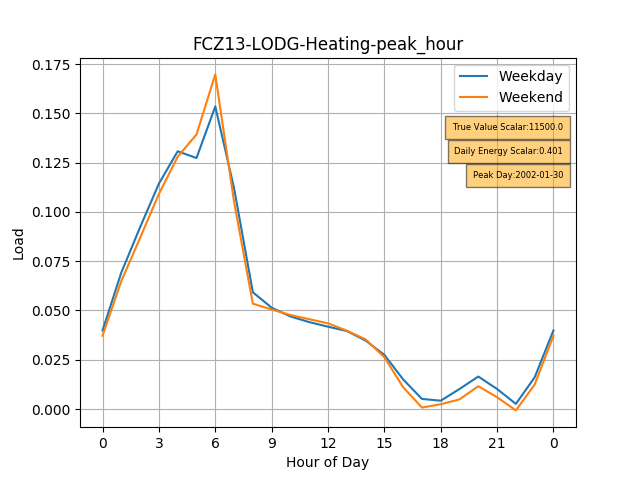 FCZ13-LODG-Heating-peak_hour
Weekday
Weekend
True Value Scalar:11500.0
Daily Energy Scalar:0.401
Peak Day:2002-01-30
Load
0.175
0.150
0.125
0.100
0.075
0.050
0.025
0.000
0 3 6 9 12 15 18 21 0
Hour of Day